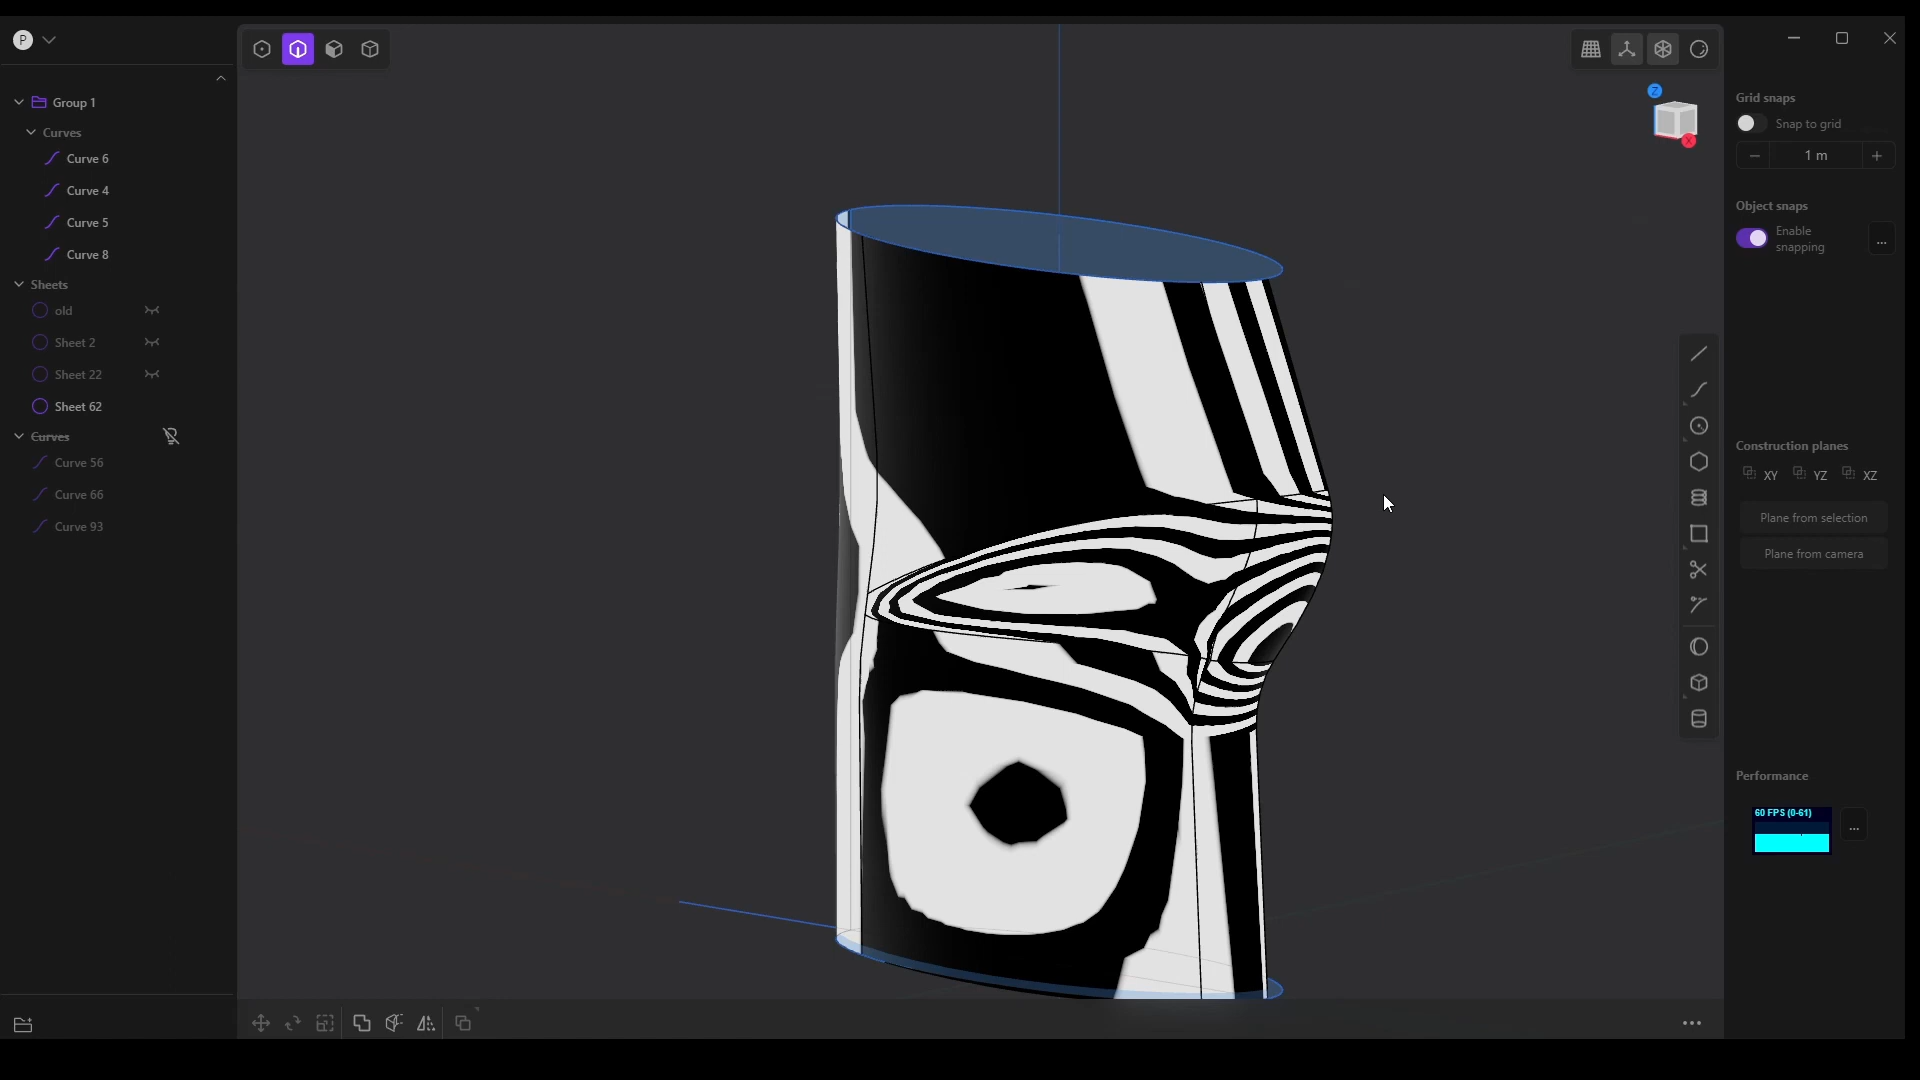 P
Group 1
Curves
Curve 6
Curve 4
Curve 5
Curve 8
Sheets
old
Sheet 2
Sheet 22
Sheet 62
Curves
Curve 56
Curve 66
Curve 93
Z
X
Grid snaps
Snap to grid
1 m
Object snaps
Enable
snapping
...
Construction planes
XY YZ XZ
Plane from selection
Plane from camera
Performance
60 FPS (0-61)
...